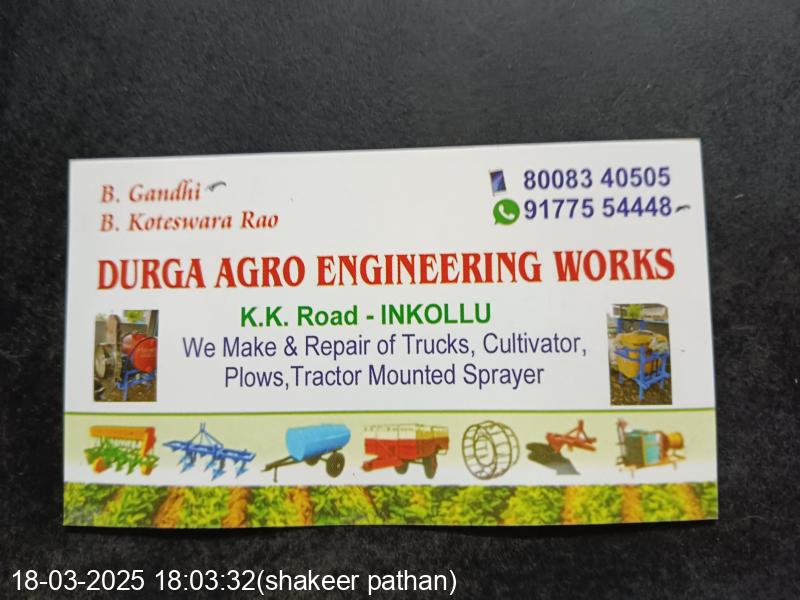 B. Gandhi
B. Koteswara Rao
80083 40505
91775 54448
DURGA AGRO ENGINEERING WORKS
K.K. Road - INKOLLU
We Make & Repair of Trucks, Cultivator,
Plows,Tractor Mounted Sprayer
18-03-2025 18:03:32(shakeer pathan)